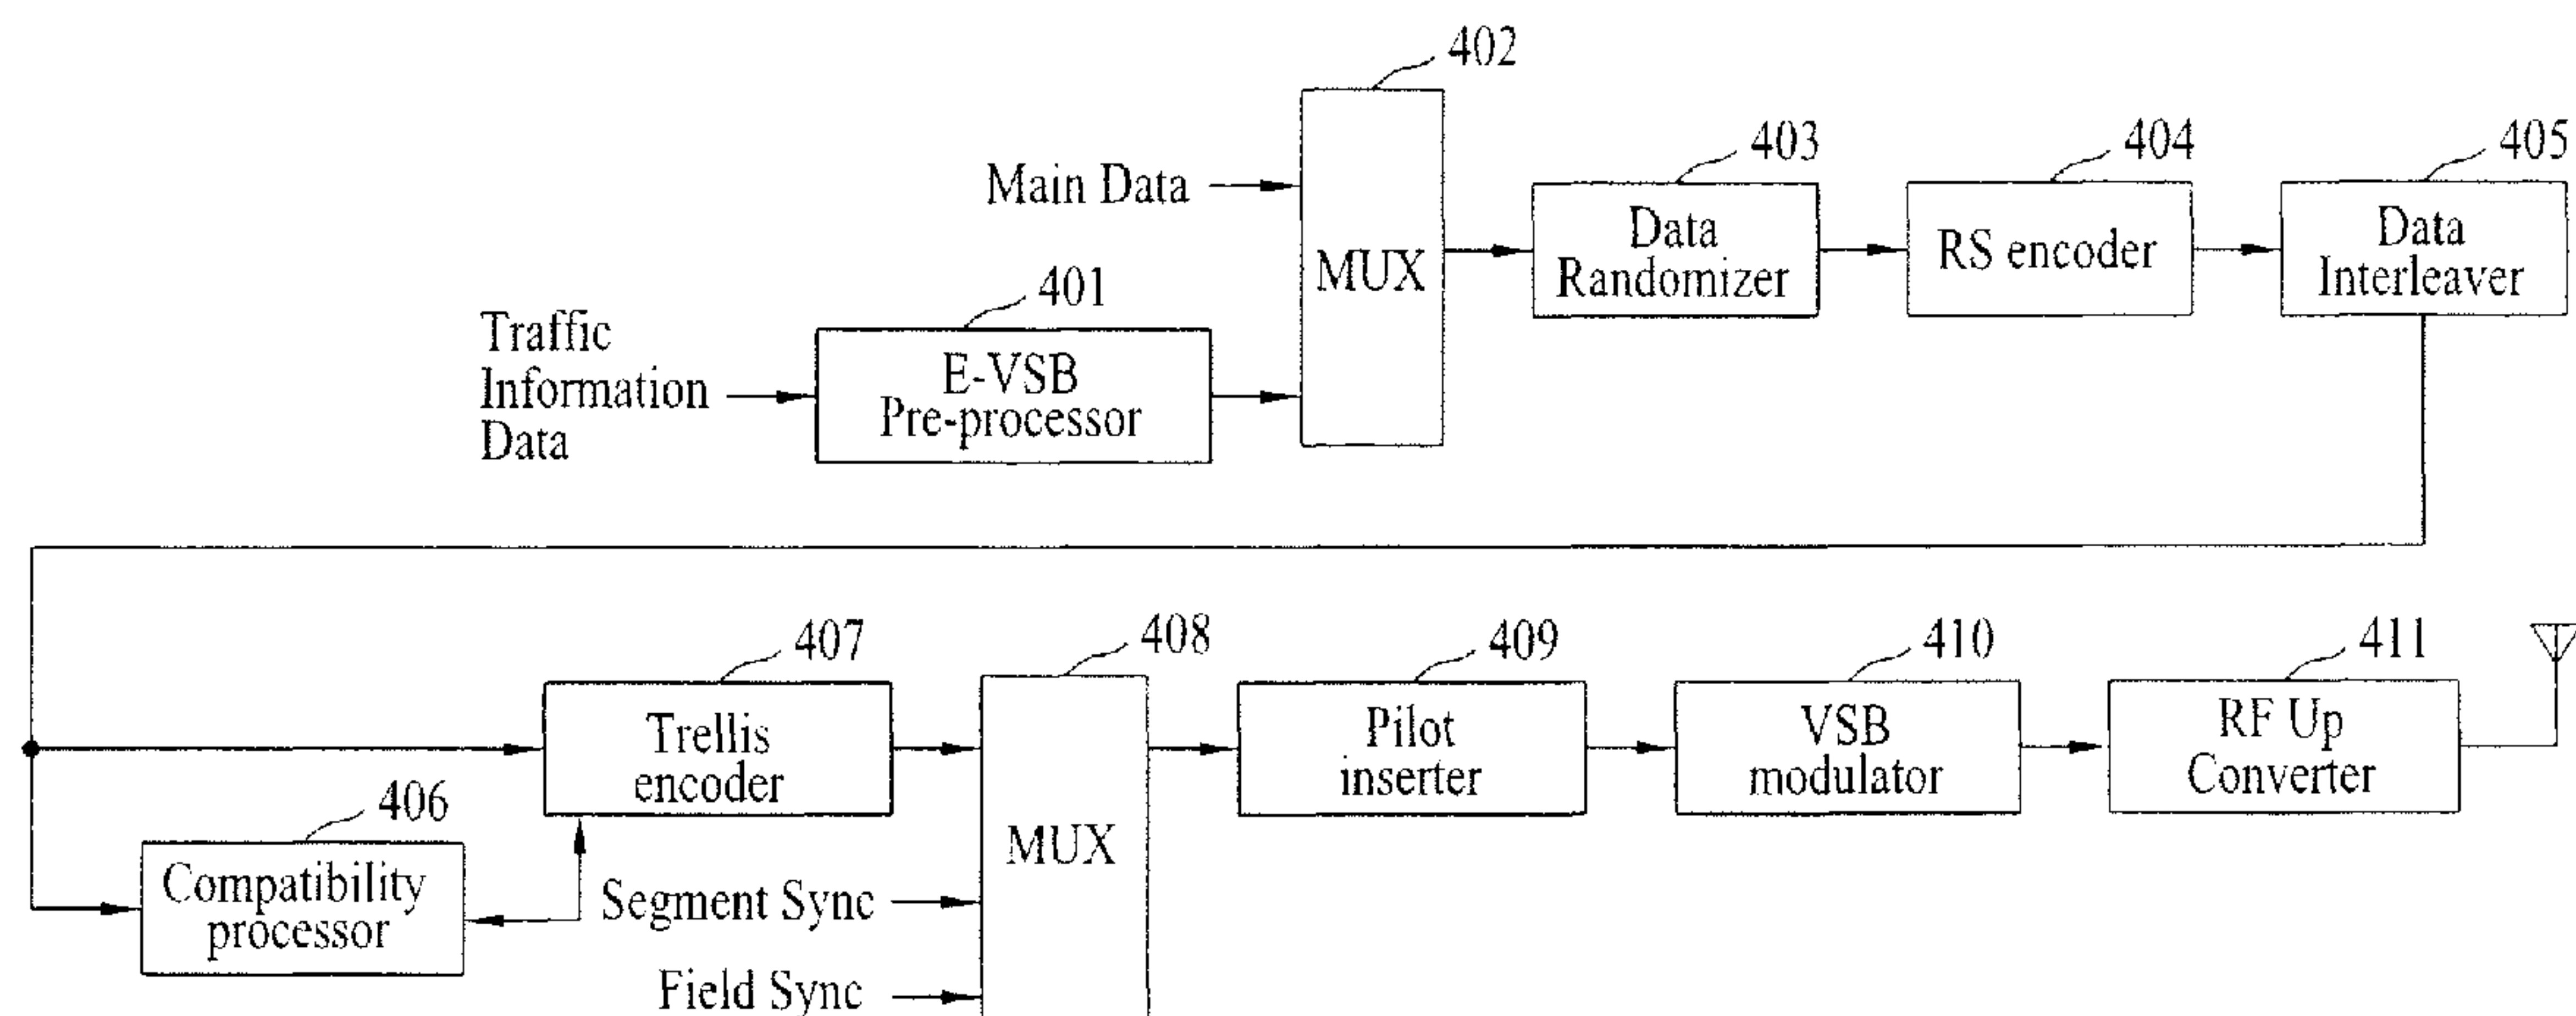 402
403
404
405
Main Data
Data
Randomizer
RS encoder
Data
Interleaver
MUX
401
Traffic
Information
Data
E-VSB
Pre-processor
407
408
409
410
411
Trellis
encoder
Pilot
inserter
VSB
modulator
RF Up
Converter
406
Compatibility
processor
MUX
Segment Sync
Field Sync